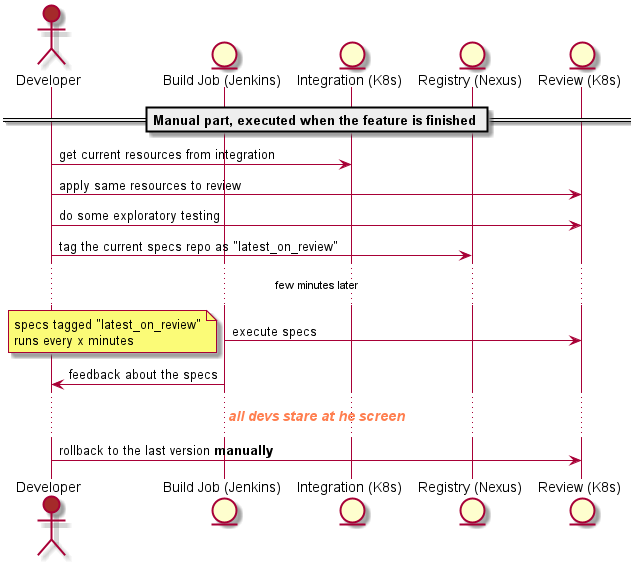 Developer
Build Job (Jenkins)
Integration (K8s)
Registry (Nexus)
Review (K8s)
Manual part, executed when the feature is finished
get current resources from integration
apply same resources to review
do some exploratory testing
tag the current specs repo as "latest_on_review"
few minutes later
specs tagged "latest_on_review"
runs every x minutes
execute specs
feedback about the specs
all devs stare at he screen
rollback to the last version manually
Developer
Build Job (Jenkins)
Integration (K8s)
Registry (Nexus)
Review (K8s)